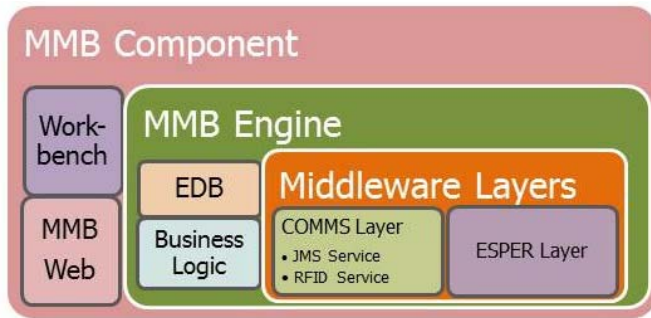 MMB Component
Work-
bench
MMB
Web
MMB Engine
EDB
Business
Logic
Middleware Layers
COMMS Layer
• JMS Service
• RFID Service
ESPER Layer